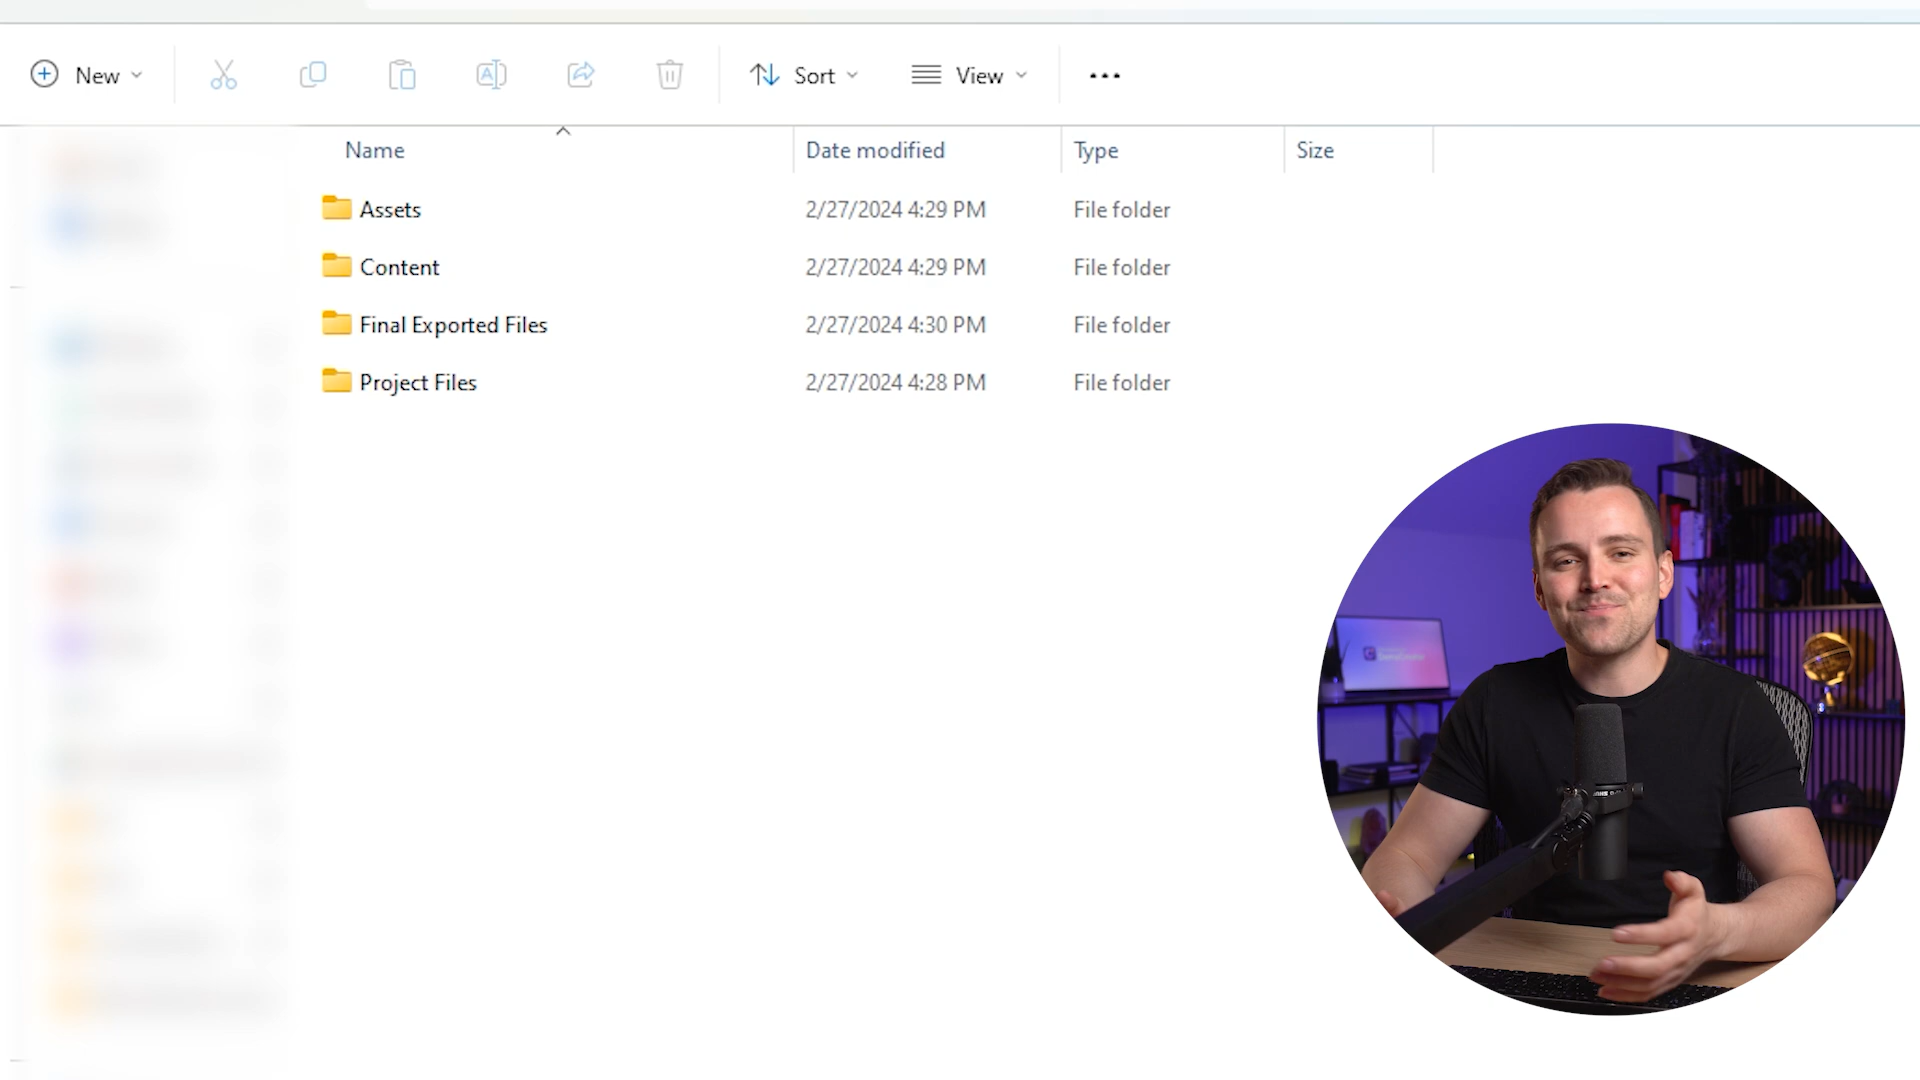 New
Sort
View
Name
Date modified
Type
Size
Assets
2/27/2024 4:29 PM
File folder
Content
2/27/2024 4:29 PM
File folder
Final Exported Files
2/27/2024 4:30 PM
File folder
Project Files
2/27/2024 4:28 PM
File folder